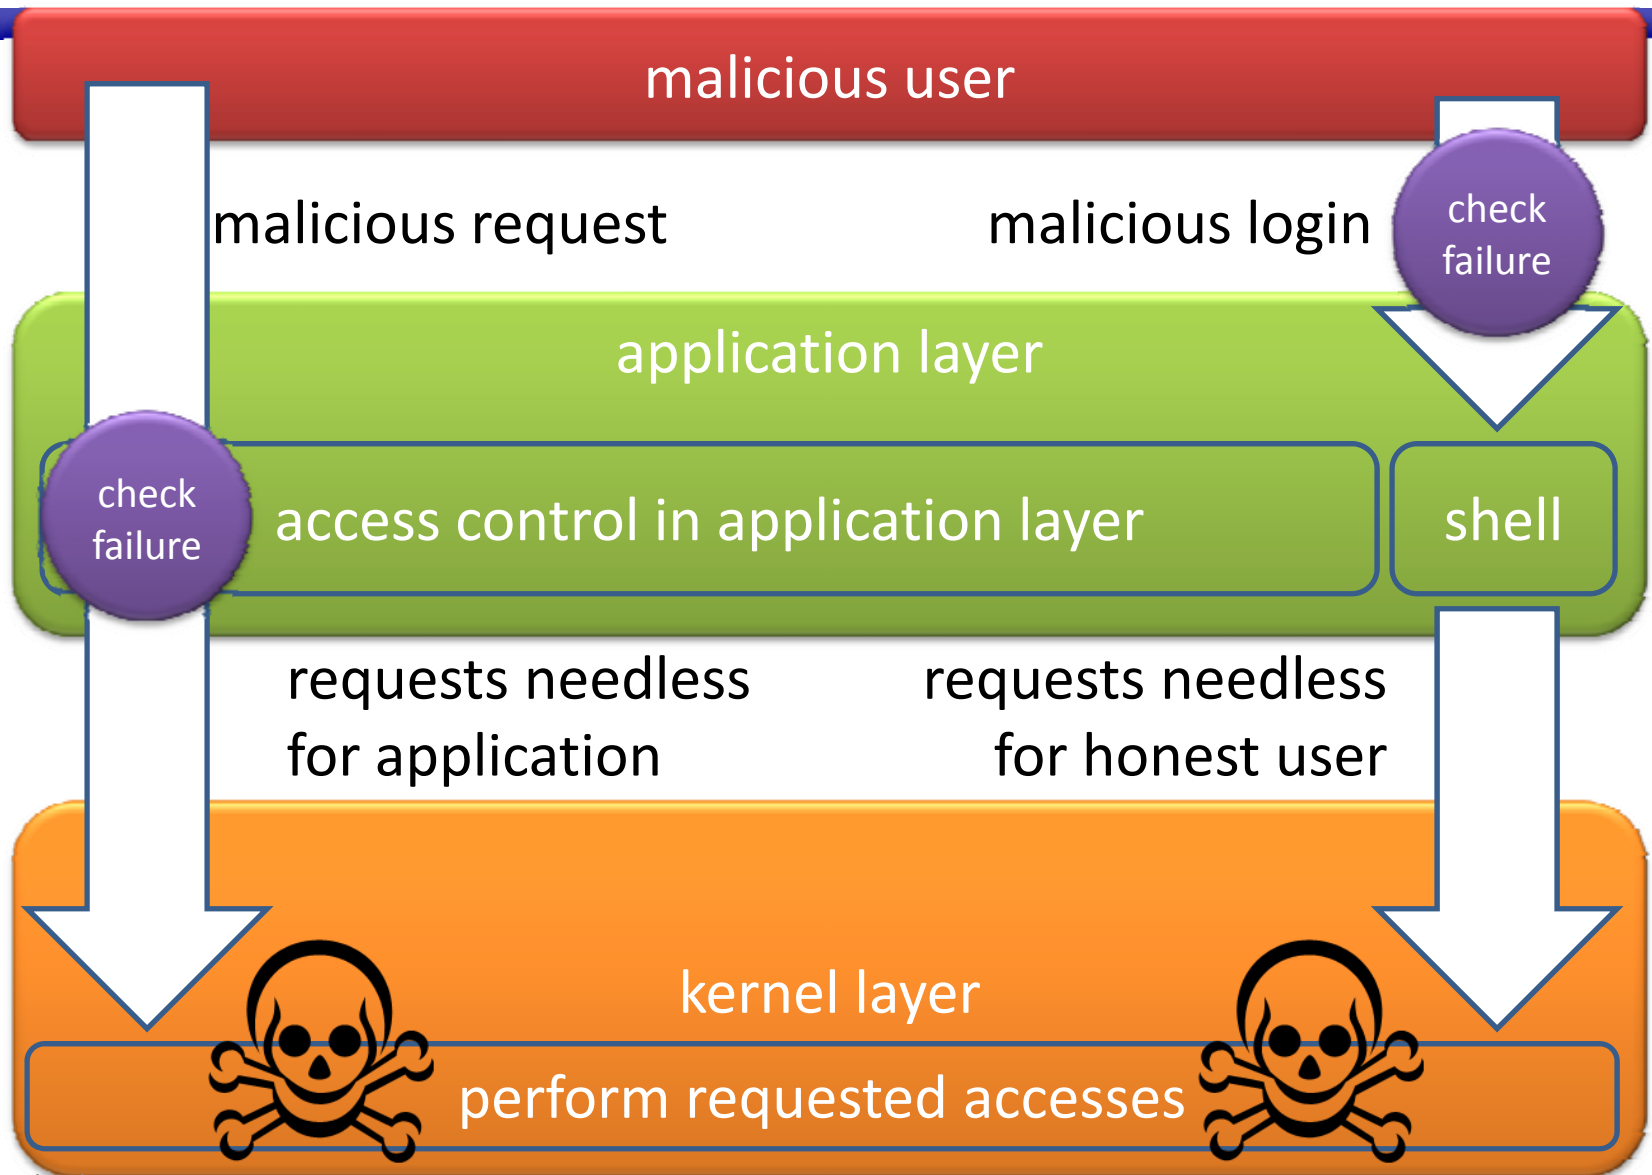 malicious user
malicious request
malicious login
check
failure
application layer
check
failure
access control in application layer
shell
requests needless
for application
requests needless
for honest user
kernel layer
perform requested accesses